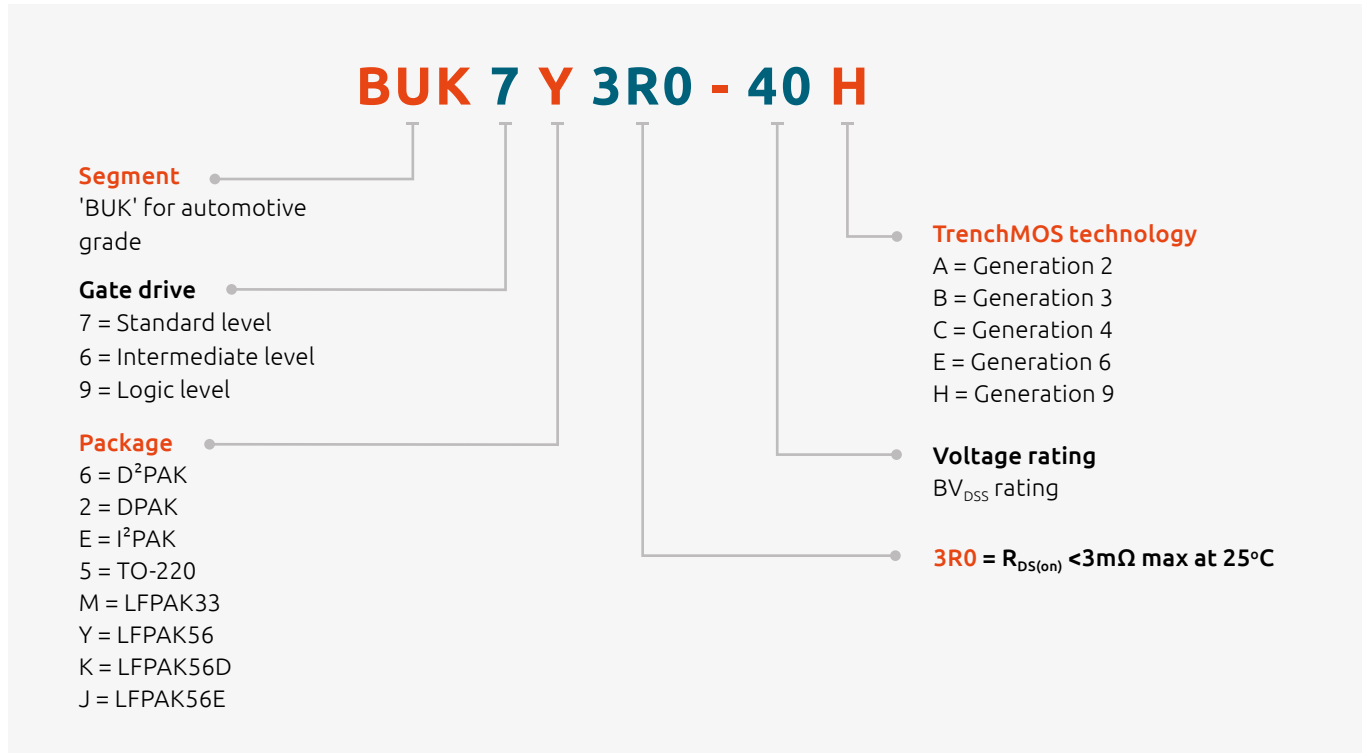 BUK 7 Y 3R0 - 40 H
Segment
'BUK' for automotive
grade
Gate drive
7 = Standard level
6 = Intermediate level
9 = Logic level
Package
6 = D²PAK
2 = DPAK
E = I²PAK
5 = TO-220
M = LFPAK33
Y = LFPAK56
K = LFPAK56D
J = LFPAK56E
TrenchMOS technology
A = Generation 2
B = Generation 3
C = Generation 4
E = Generation 6
H = Generation 9
Voltage rating
BVDSS rating
3R0 = RDS(on) <3mΩ max at 25°C